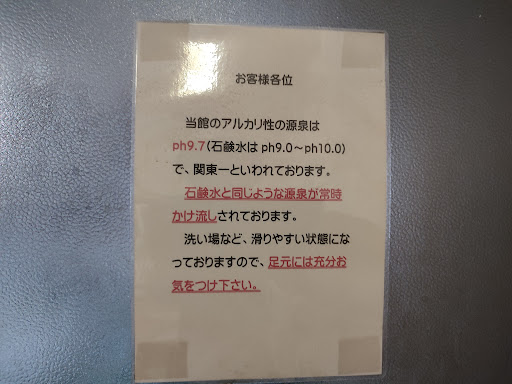 お客様各位
当館のアルカリ性の源泉は
ph9.7(石鹸水は ph9.0～ph10.0)
で、関東一といわれております。
石鹸水と同じような源泉が常時
かけ流しされております。
洗い場など、滑りやすい状態にな
っておりますので、足元には充分お
気をつけ下さい。